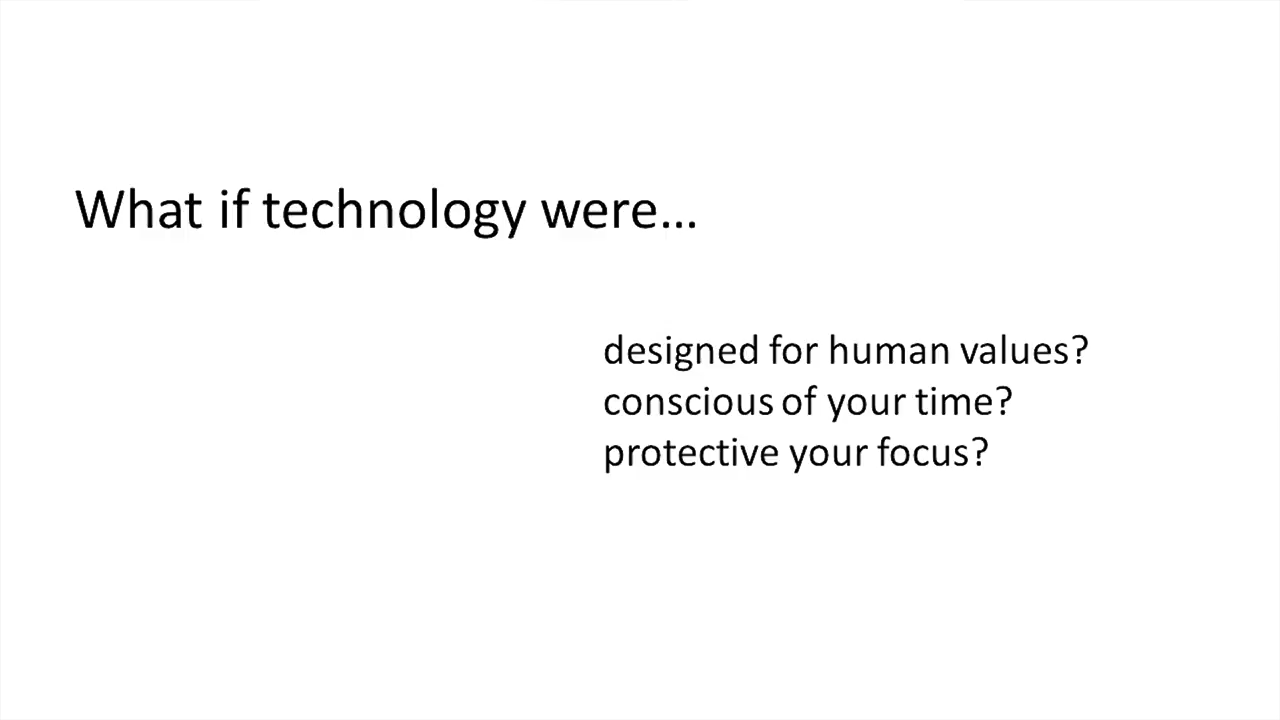 What if technology were...
designed for human values?
conscious of your time?
protective your focus?